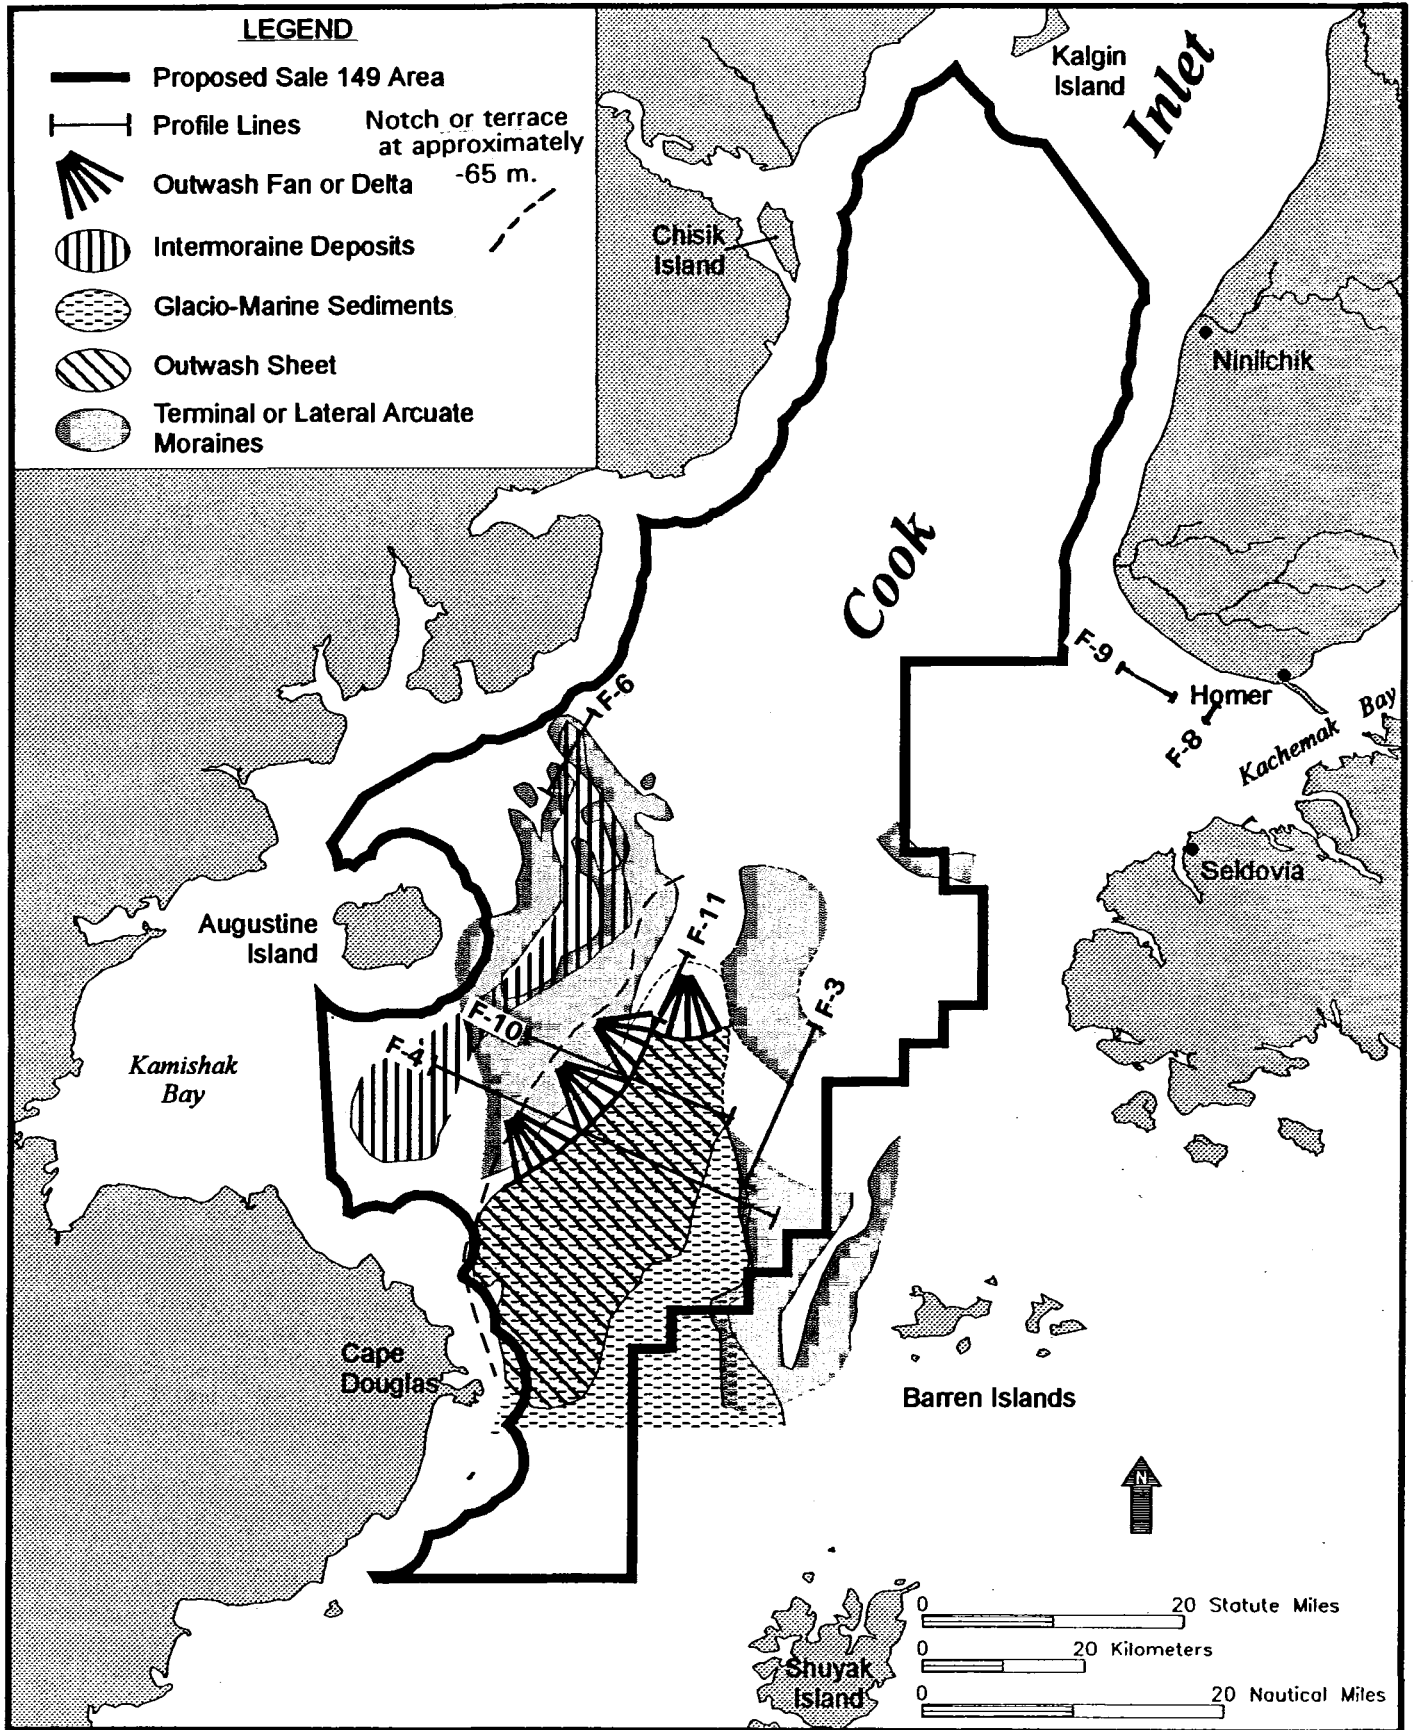 LEGEND
Proposed Sale 149 Area
Profile Lines
Notch or terrace
at approximately
-65 m.
Outwash Fan or Delta
Intermoraine Deposits
Glacio-Marine Sediments
Outwash Sheet
Terminal or Lateral Arcuate
Moraines
Kalgin
Island
Inlet
Chisik
Island
Ninilchik
Cook
F-9
Homer
F-8
Kachemak Bay
F-6
Seldovia
Augustine
Island
F-11
F-3
F-10
F-4
Kamishak
Bay
Cape
Douglas
Barren Islands
N
0 20 Statute Miles
0 20 Kilometers
0 20 Nautical Miles
Shuyak
Island